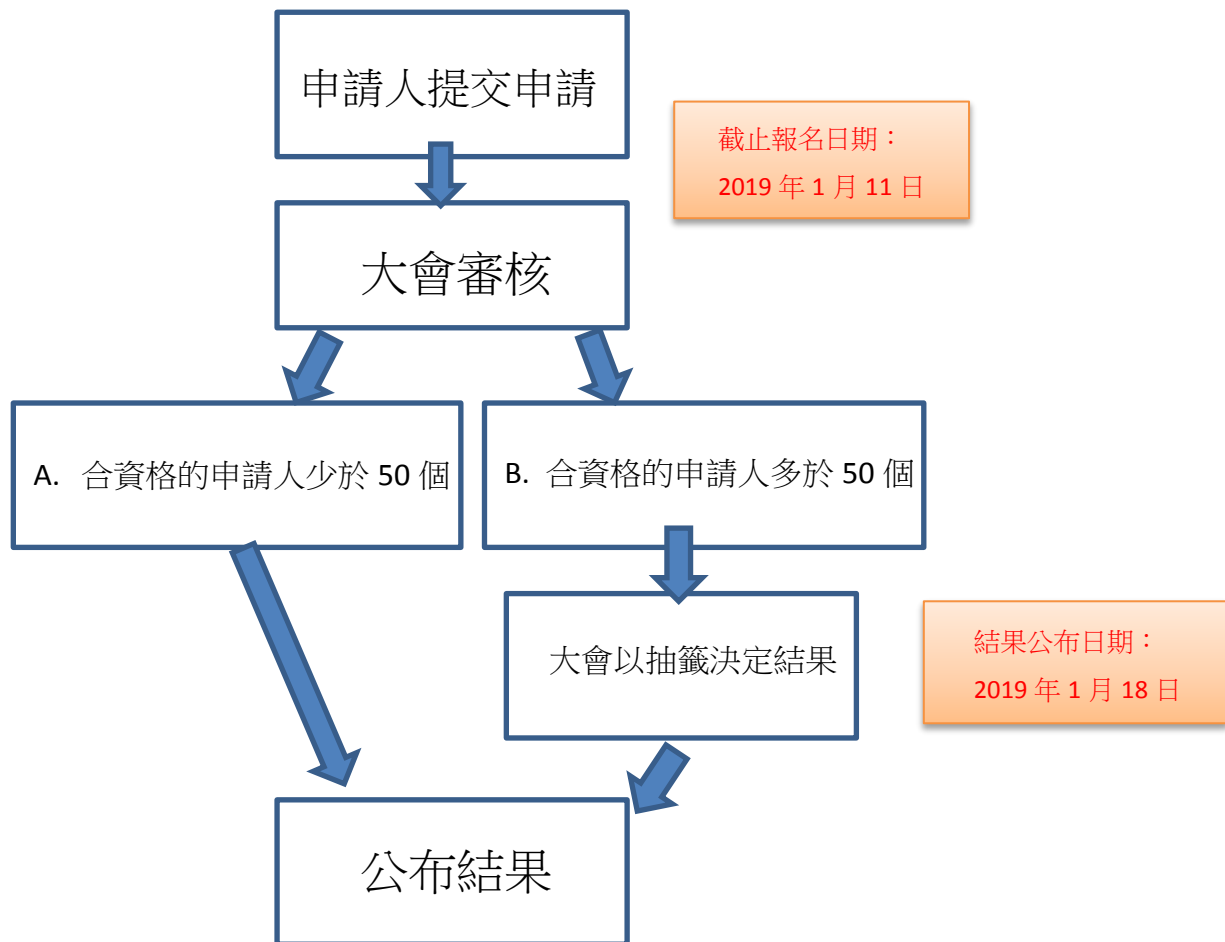 申請人提交申請
截止報名日期：
2019 年 1 月 11 日
大會審核
A. 合資格的申請人少於 50 個
B. 合資格的申請人多於 50 個
大會以抽籤決定結果
結果公布日期：
2019 年 1 月 18 日
公布結果